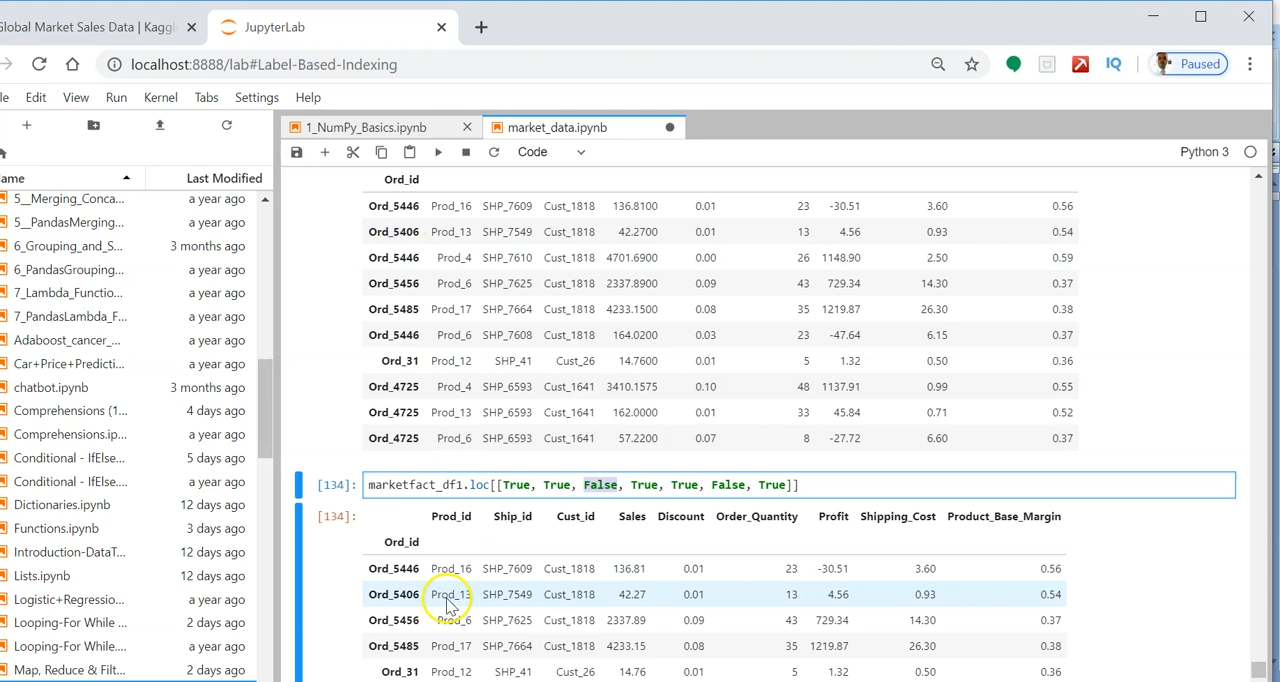 Global Market Sales Data | Kaggl
JupyterLab
localhost:8888/lab#Label-Based-Indexing
IQ
Paused
le Edit View Run Kernel Tabs Settings Help
1_NumPy_Basics.ipynb
market_data.ipynb
Code
Python 3
ame Last Modified
5__Merging_Conca... a year ago
5__PandasMerging... a year ago
6_Grouping_and_S... 3 months ago
6_PandasGrouping... a year ago
7_Lambda_Functio... a year ago
7_PandasLambda_F... a year ago
Adaboost_cancer_... a year ago
Car+Price+Predicti... a year ago
chatbot.ipynb 3 months ago
Comprehensions (1... 4 days ago
Comprehensions.ip... a year ago
Conditional - IfElse... 5 days ago
Conditional - IfElse... a year ago
Dictionaries.ipynb 12 days ago
Functions.ipynb a year ago
Introduction-DataT... 12 days ago
Lists.ipynb 12 days ago
Logistic+Regressio... a year ago
Looping-For While ... 2 days ago
Looping-For While.... a year ago
Map, Reduce & Filt... 2 days ago
Ord_id
Ord_5446 Prod_16 SHP_7609 Cust_1818 136.8100 0.01 23 -30.51 3.60 0.56
Ord_5406 Prod_13 SHP_7549 Cust_1818 42.2700 0.01 13 4.56 0.93 0.54
Ord_5446 Prod_4 SHP_7610 Cust_1818 4701.6900 0.00 26 1148.90 2.50 0.59
Ord_5456 Prod_6 SHP_7625 Cust_1818 2337.8900 0.09 43 729.34 14.30 0.37
Ord_5485 Prod_17 SHP_7664 Cust_1818 4233.1500 0.08 35 1219.87 26.30 0.38
Ord_5446 Prod_6 SHP_7608 Cust_1818 164.0200 0.03 23 -47.64 6.15 0.37
Ord_31 Prod_12 SHP_41 Cust_26 14.7600 0.01 5 1.32 0.50 0.36
Ord_4725 Prod_4 SHP_6593 Cust_1641 3410.1575 0.10 48 1137.91 0.99 0.55
Ord_4725 Prod_13 SHP_6593 Cust_1641 162.0000 0.01 33 45.84 0.71 0.52
Ord_4725 Prod_6 SHP_6593 Cust_1641 57.2200 0.07 8 -27.72 6.60 0.37
[134]: marketfact_df1.loc[[True, True, False, True, True, False, True]]
[134]: Prod_id Ship_id Cust_id Sales Discount Order_Quantity Profit Shipping_Cost Product_Base_Margin
Ord_id
Ord_5446 Prod_16 SHP_7609 Cust_1818 136.81 0.01 23 -30.51 3.60 0.56
Ord_5406 Prod_13 SHP_7549 Cust_1818 42.27 0.01 13 4.56 0.93 0.54
Ord_5456 Prod_6 SHP_7625 Cust_1818 2337.89 0.09 43 729.34 14.30 0.37
Ord_5485 Prod_17 SHP_7664 Cust_1818 4233.15 0.08 35 1219.87 26.30 0.38
Ord_31 Prod_12 SHP_41 Cust_26 14.76 0.01 5 1.32 0.50 0.36